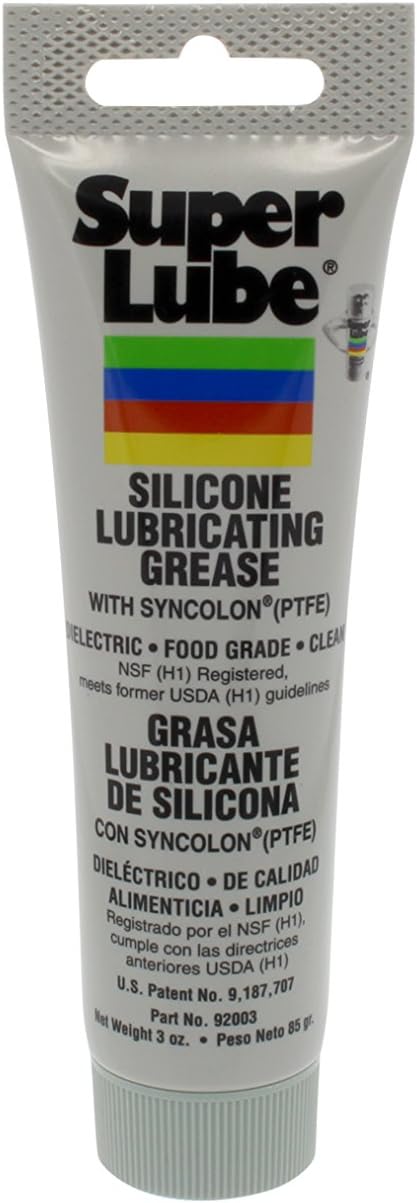 Super
Lube®
SILICONE
LUBRICATING
GREASE
WITH SYNCOLON®(PTFE)
DIELECTRIC • FOOD GRADE • CLEAN
NSF (H1) Registered,
meets former USDA (H1) guidelines
GRASA
LUBRICANTE
DE SILICONA
CON SYNCOLON®(PTFE)
DIELÉCTRICO • DE CALIDAD
ALIMENTICIA • LIMPIO
Registrado por el NSF (H1),
cumple con las directrices
anteriores USDA (H1)
U.S. Patent No. 9,187,707
Part No. 92003
Net Weight 3 oz. • Peso Neto 85 gr.